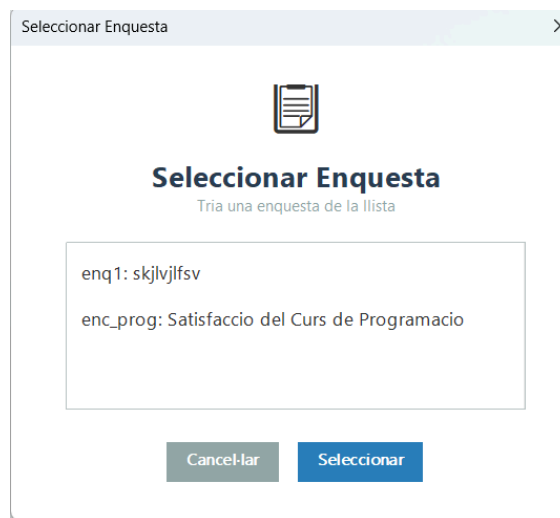 Seleccionar Enquesta
Seleccionar Enquesta
Tria una enquesta de la llista
enq1: skjlvjlfsv
enc_prog: Satisfaccio del Curs de Programacio
Cancel·lar
Seleccionar